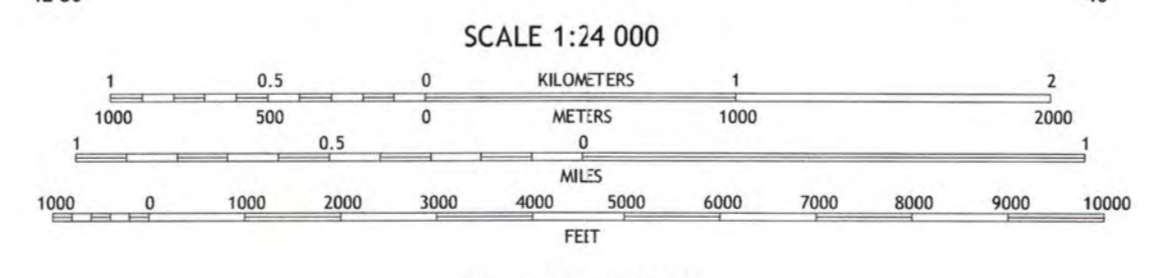 SCALE 1:24 000
1 0.5 0 KILOMETERS 1 2
1000 500 0 METERS 1000 2000
1 0.5 0 1
MILES
1000 0 1000 2000 3000 4000 5000 6000 7000 8000 9000 10000
FEET